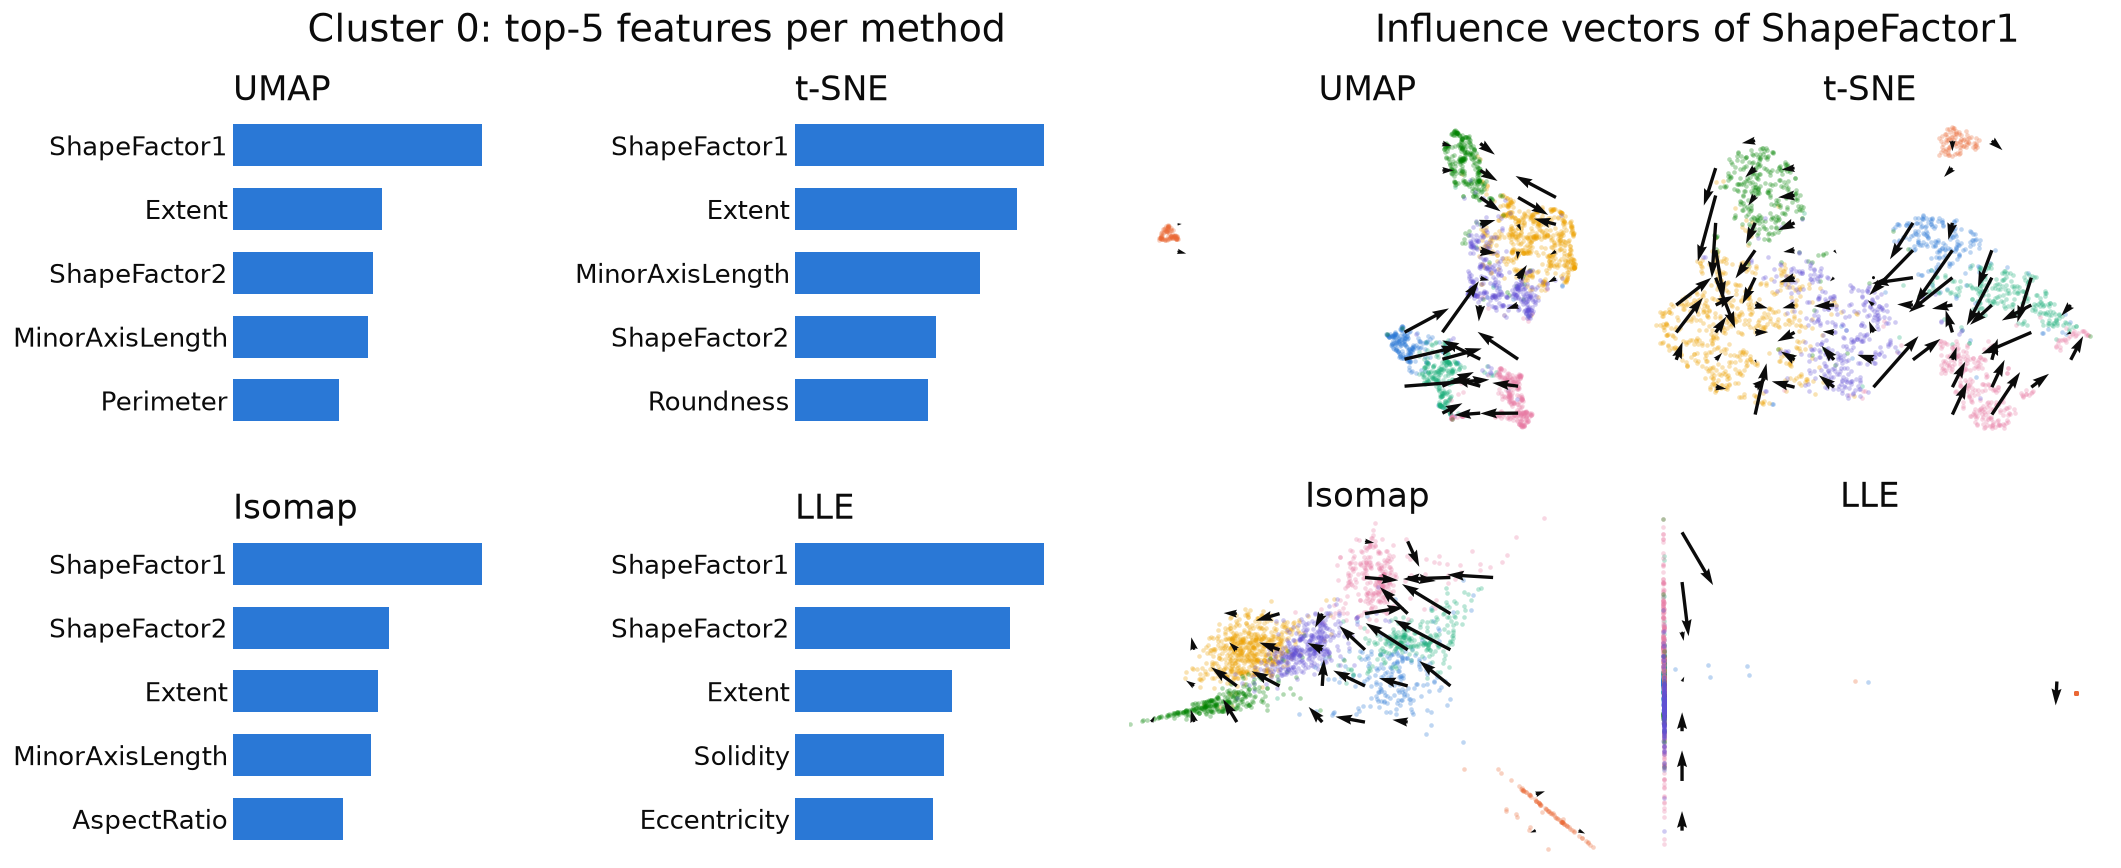 Cluster 0: top-5 features per method
UMAP
ShapeFactor1
Extent
ShapeFactor2
MinorAxisLength
Perimeter
t-SNE
ShapeFactor1
Extent
MinorAxisLength
ShapeFactor2
Roundness
Isomap
ShapeFactor1
ShapeFactor2
Extent
MinorAxisLength
AspectRatio
LLE
ShapeFactor1
ShapeFactor2
Extent
Solidity
Eccentricity
Influence vectors of ShapeFactor1
UMAP
t-SNE
Isomap
LLE